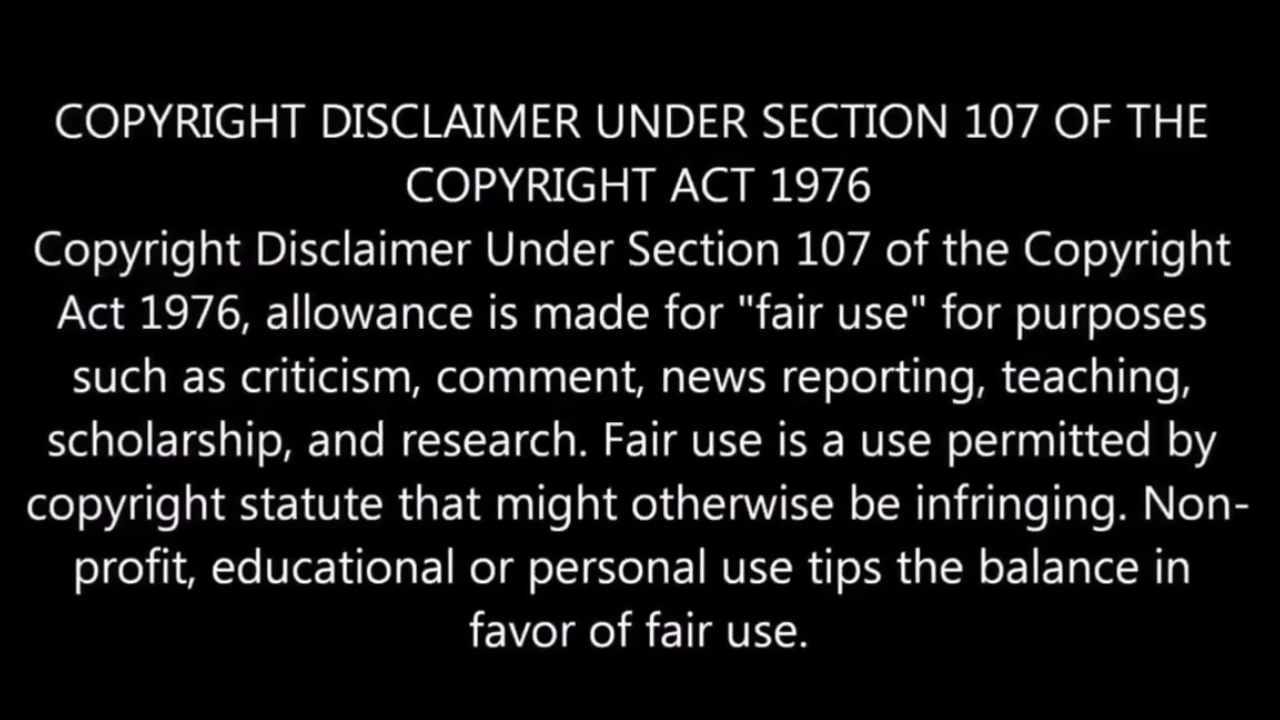 COPYRIGHT DISCLAIMER UNDER SECTION 107 OF THE
COPYRIGHT ACT 1976
Copyright Disclaimer Under Section 107 of the Copyright
Act 1976, allowance is made for "fair use" for purposes
such as criticism, comment, news reporting, teaching,
scholarship, and research. Fair use is a use permitted by
copyright statute that might otherwise be infringing. Non-
profit, educational or personal use tips the balance in
favor of fair use.